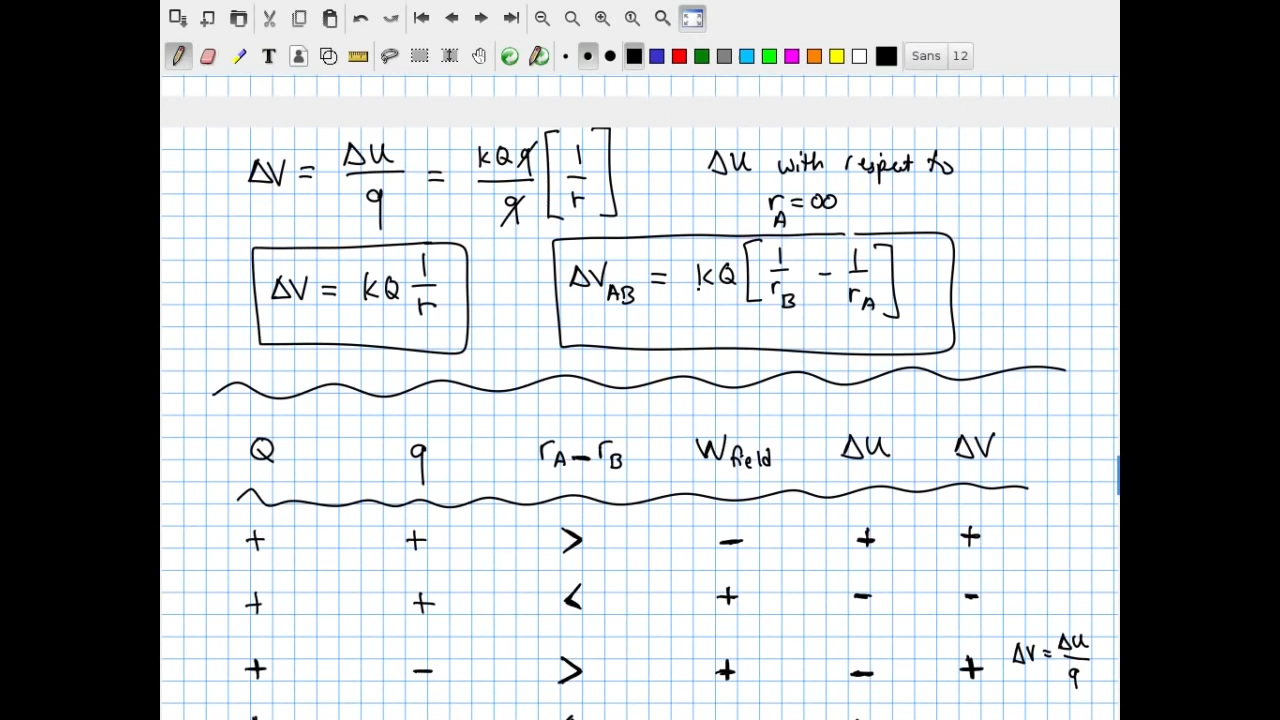 Sans 12
ΔV = ΔU/q = kQq/q [1/r]
ΔU with respect to
r_A = ∞
ΔV = kQ 1/r
ΔV_AB = kQ [1/r_B - 1/r_A]
Q q r_A _ r_B W_field ΔU ΔV
+ + > - + +
+ + < + - -
+ - > + - + ΔV = ΔU/q